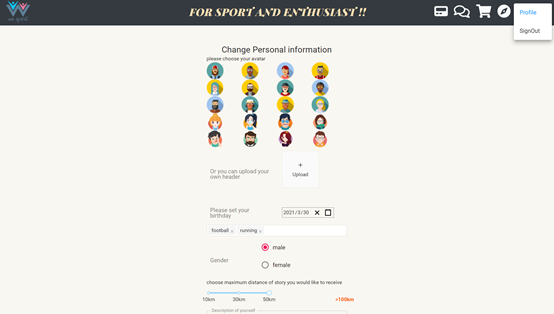 FOR SPORT AND ENTHUSIAST !!
Profile
SignOut
Change Personal information
please choose your avatar
Or you can upload your
own header
+
Upload
Please set your
birthday
2021/3/30
football ×
running ×
Gender
male
female
choose maximum distance of story you would like to receive
10km
30km
50km
>100km
Description of yourself